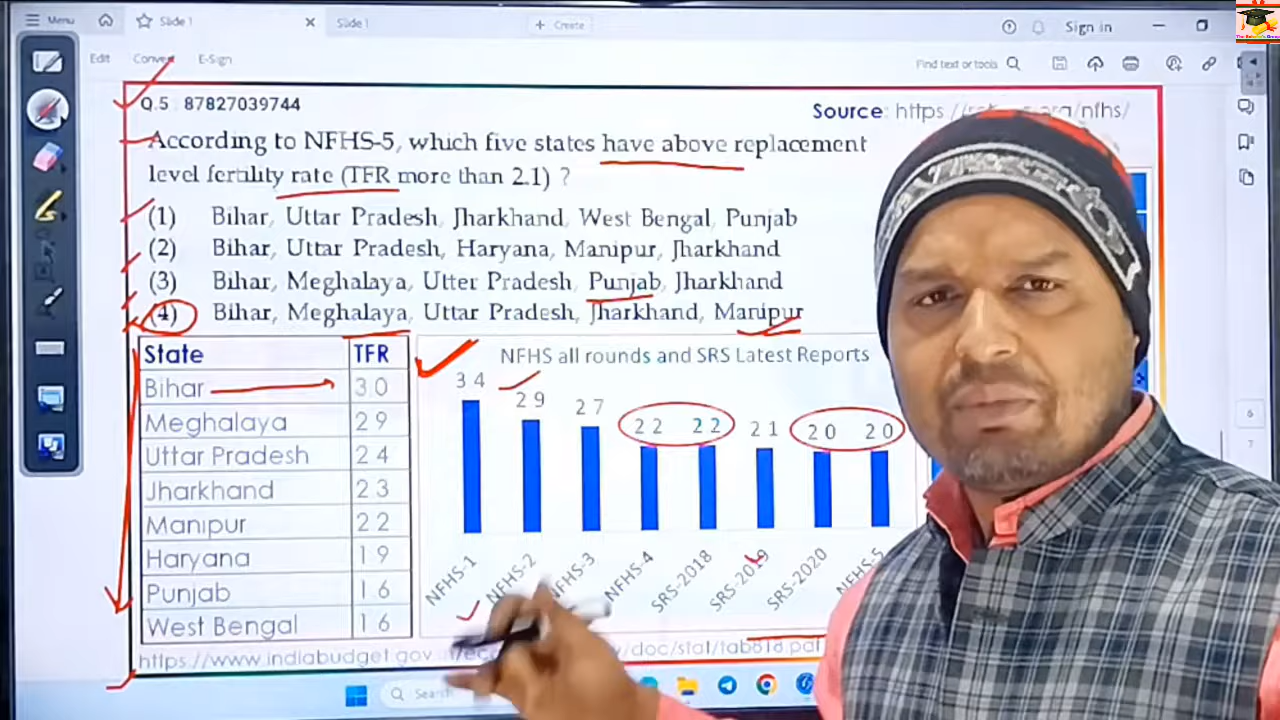 Menu
Slide 1
Slide 1
+ Create
Sign in
Edit
Convert
E-Sign
Find text or tools
Q.5 87827039744
Source: https://
.org/nfhs/
According to NFHS-5, which five states have above replacement
level fertility rate (TFR more than 2.1) ?
(1) Bihar, Uttar Pradesh, Jharkhand, West Bengal, Punjab
(2) Bihar, Uttar Pradesh, Haryana, Manipur, Jharkhand
(3) Bihar, Meghalaya, Utter Pradesh, Punjab, Jharkhand
(4) Bihar, Meghalaya, Uttar Pradesh, Jharkhand, Manipur
State TFR
Bihar 3 0
Meghalaya 2 9
Uttar Pradesh 2 4
Jharkhand 2 3
Manipur 2 2
Haryana 1 9
Punjab 1 6
West Bengal 1 6
NFHS all rounds and SRS Latest Reports
3 4
2 9
2 7
2 2
2 2
2 1
2 0
2 0
NFHS-1
NFHS-2
NFHS-3
NFHS-4
SRS-2018
SRS-2019
SRS-2020
NFHS-5
https://www.indiabudget.gov
/doc/stat/tab818.pdf
Search
6
7